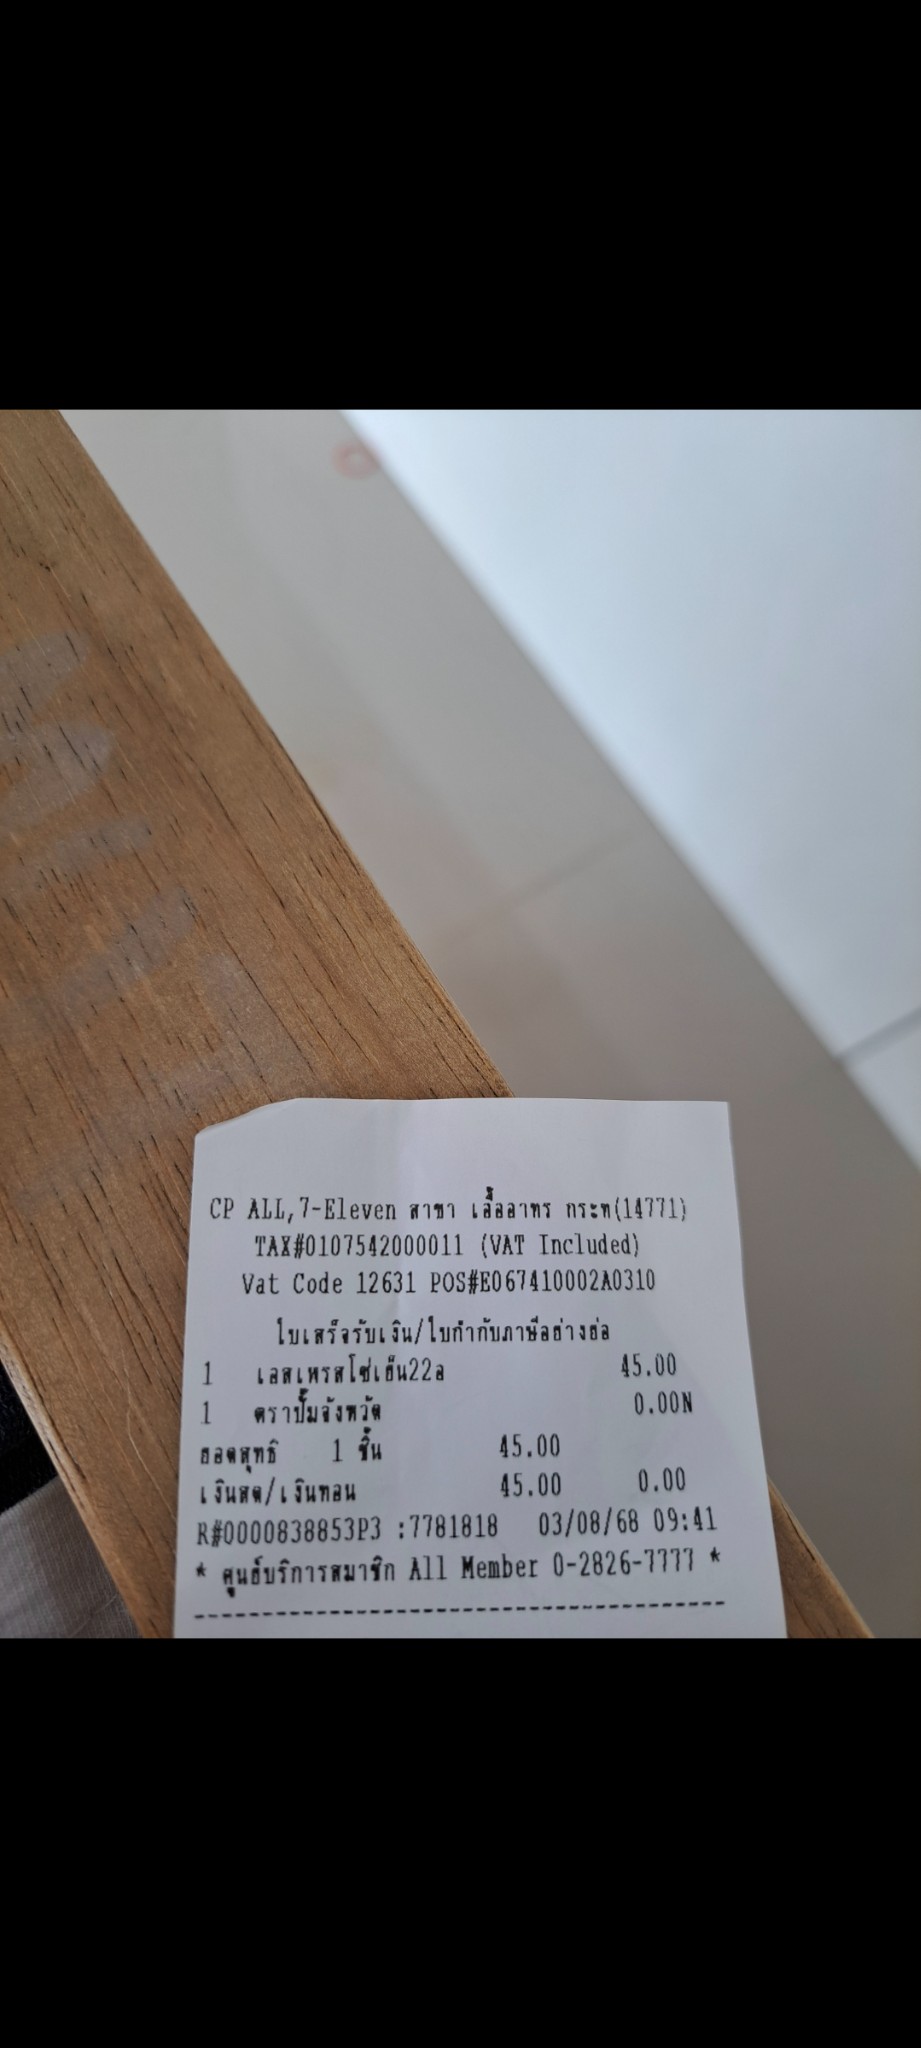 CP ALL,7-Eleven สาขา เอื้ออาทร กระท(14771)
TAX#0107542000011 (VAT Included)
Vat Code 12631 POS#E067410002A0310
ใบเสร็จรับเงิน/ใบกำกับภาษีอย่างย่อ
1 เอสเพรสโซ่เย็น22อ 45.00
1 ตราปั๊มจังหวัด 0.00N
ยอดสุทธิ 1 ชิ้น 45.00
เงินสด/เงินทอน 45.00 0.00
R#0000838853P3 :7781818 03/08/68 09:41
* ศูนย์บริการสมาชิก All Member 0-2826-7777 *